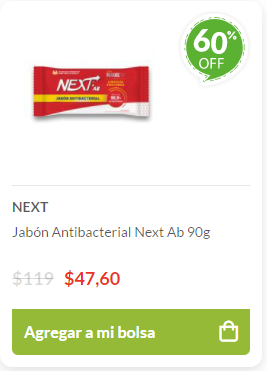 60%
OFF
NEXT AB
JABÓN ANTIBACTERIAL
NEXT
Jabón Antibacterial Next Ab 90g
$119 $47,60
Agregar a mi bolsa